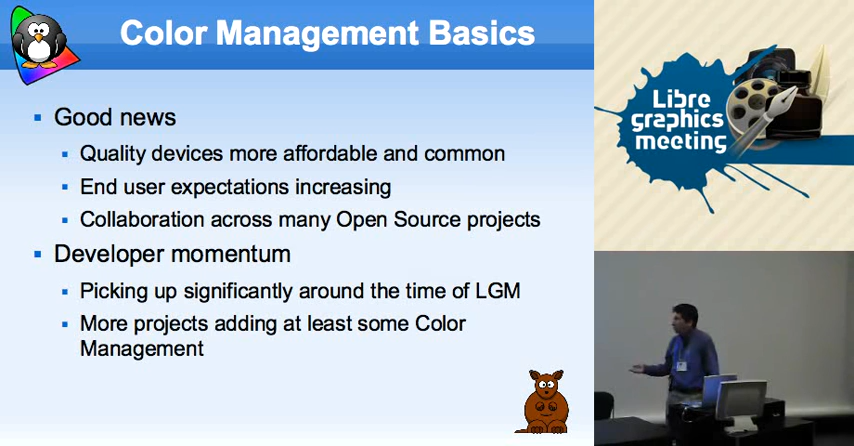 Color Management Basics
Good news
Quality devices more affordable and common
End user expectations increasing
Collaboration across many Open Source projects
Developer momentum
Picking up significantly around the time of LGM
More projects adding at least some Color
Management
Libre
graphics
meeting